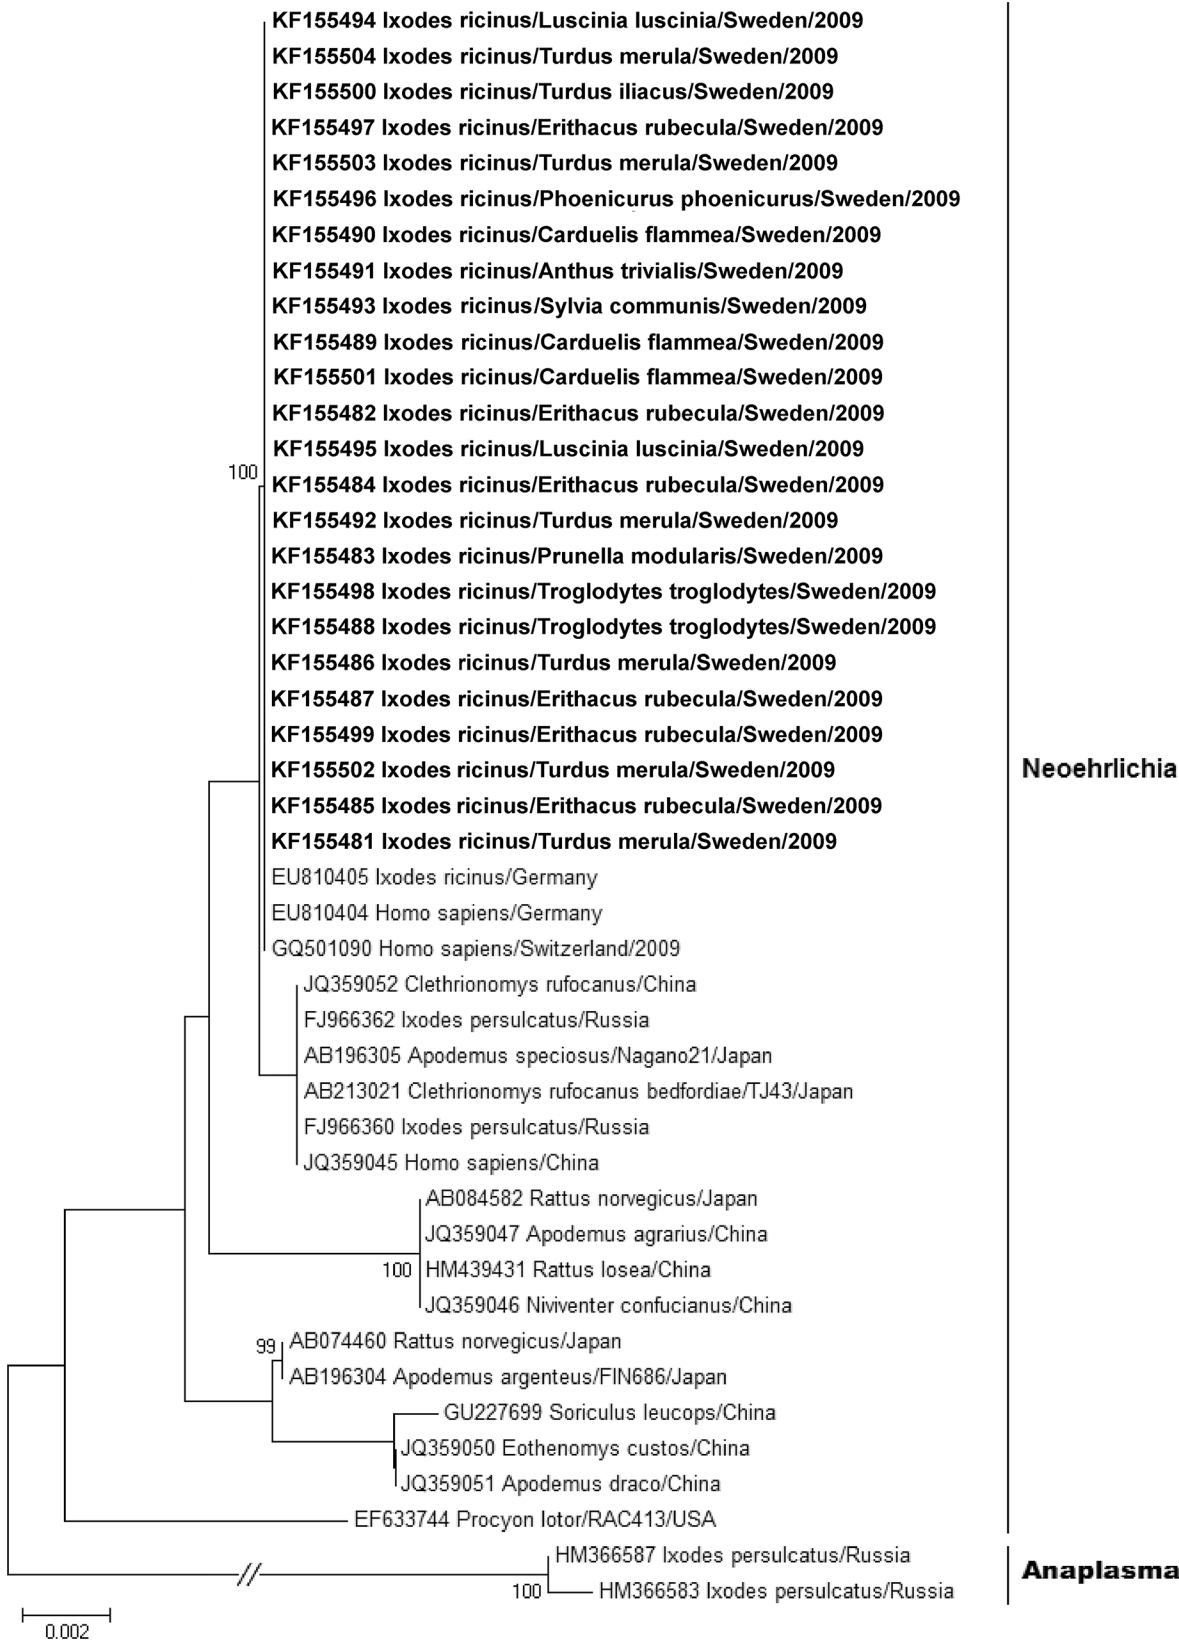 KF155494 Ixodes ricinus/Luscinia luscinia/Sweden/2009
KF155504 Ixodes ricinus/Turdus merula/Sweden/2009
KF155500 Ixodes ricinus/Turdus iliacus/Sweden/2009
KF155497 Ixodes ricinus/Erithacus rubecula/Sweden/2009
KF155503 Ixodes ricinus/Turdus merula/Sweden/2009
KF155496 Ixodes ricinus/Phoenicurus phoenicurus/Sweden/2009
KF155490 Ixodes ricinus/Carduelis flammea/Sweden/2009
KF155491 Ixodes ricinus/Anthus trivialis/Sweden/2009
KF155493 Ixodes ricinus/Sylvia communis/Sweden/2009
KF155489 Ixodes ricinus/Carduelis flammea/Sweden/2009
KF155501 Ixodes ricinus/Carduelis flammea/Sweden/2009
KF155482 Ixodes ricinus/Erithacus rubecula/Sweden/2009
KF155495 Ixodes ricinus/Luscinia luscinia/Sweden/2009
100
KF155484 Ixodes ricinus/Erithacus rubecula/Sweden/2009
KF155492 Ixodes ricinus/Turdus merula/Sweden/2009
KF155483 Ixodes ricinus/Prunella modularis/Sweden/2009
KF155498 Ixodes ricinus/Troglodytes troglodytes/Sweden/2009
KF155488 Ixodes ricinus/Troglodytes troglodytes/Sweden/2009
KF155486 Ixodes ricinus/Turdus merula/Sweden/2009
KF155487 Ixodes ricinus/Erithacus rubecula/Sweden/2009
KF155499 Ixodes ricinus/Erithacus rubecula/Sweden/2009
KF155502 Ixodes ricinus/Turdus merula/Sweden/2009
Neoehrlichia
KF155485 Ixodes ricinus/Erithacus rubecula/Sweden/2009
KF155481 Ixodes ricinus/Turdus merula/Sweden/2009
EU810405 Ixodes ricinus/Germany
EU810404 Homo sapiens/Germany
GQ501090 Homo sapiens/Switzerland/2009
JQ359052 Clethrionomys rufocanus/China
FJ966362 Ixodes persulcatus/Russia
AB196305 Apodemus speciosus/Nagano21/Japan
AB213021 Clethrionomys rufocanus bedfordiae/TJ43/Japan
FJ966360 Ixodes persulcatus/Russia
JQ359045 Homo sapiens/China
AB084582 Rattus norvegicus/Japan
JQ359047 Apodemus agrarius/China
100
HM439431 Rattus losea/China
JQ359046 Niviventer confucianus/China
99
AB074460 Rattus norvegicus/Japan
AB196304 Apodemus argenteus/FIN686/Japan
GU227699 Soriculus leucops/China
JQ359050 Eothenomys custos/China
JQ359051 Apodemus draco/China
EF633744 Procyon lotor/RAC413/USA
HM366587 Ixodes persulcatus/Russia
Anaplasma
100
HM366583 Ixodes persulcatus/Russia
0.002